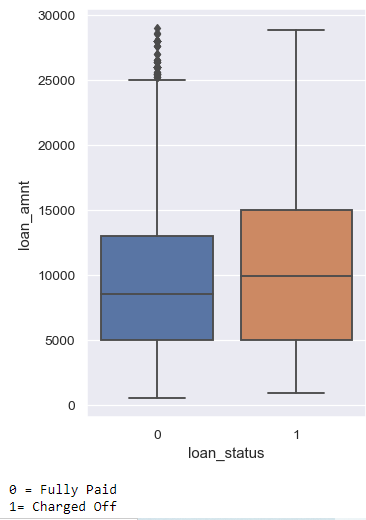 30000
25000
20000
15000
10000
5000
0
loan_amnt
0 1
loan_status
0 = Fully Paid
1= Charged Off